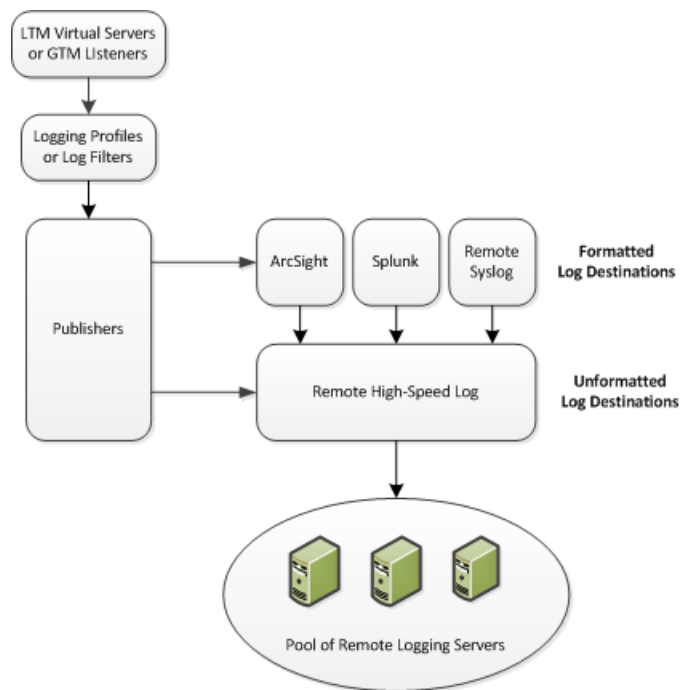 LTM Virtual Servers
or GTM Listeners
Logging Profiles
or Log Filters
Publishers
ArcSight
Splunk
Remote
Syslog
Formatted
Log Destinations
Remote High-Speed Log
Unformatted
Log Destinations
Pool of Remote Logging Servers